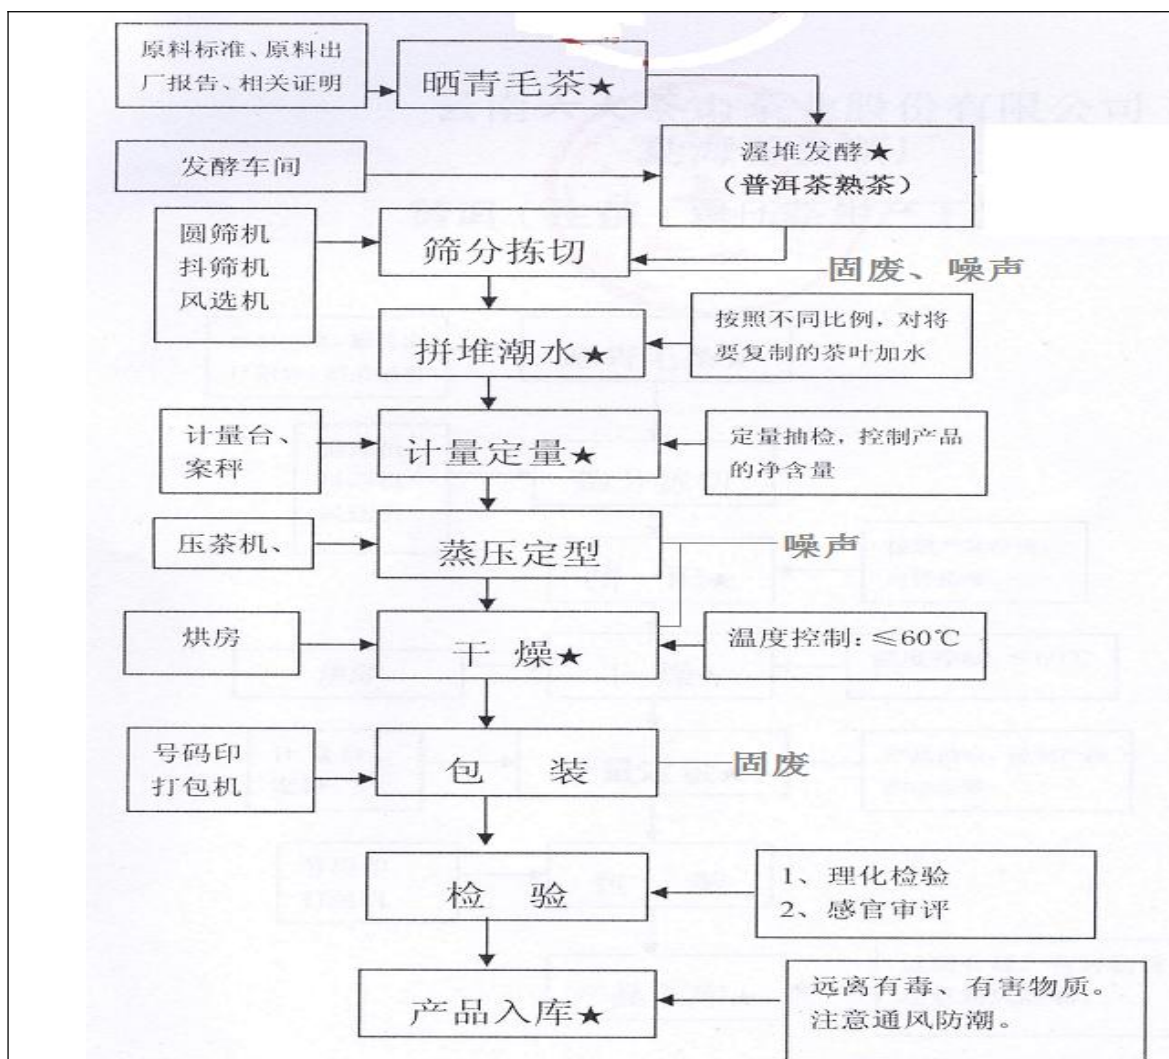 原料标准、原料出
厂报告、相关证明
晒青毛茶★
发酵车间
渥堆发酵★
（普洱茶熟茶）
圆筛机
抖筛机
风选机
筛分拣切
固废、噪声
拼堆潮水★
按照不同比例，对将
要复制的茶叶加水
计量台、
案秤
计量定量★
定量抽检，控制产品
的净含量
压茶机、
蒸压定型
噪声
烘房
干 燥★
温度控制：≤60℃
号码印
打包机
包 装
固废
检 验
1、理化检验
2、感官审评
产品入库★
远离有毒、有害物质。
注意通风防潮。